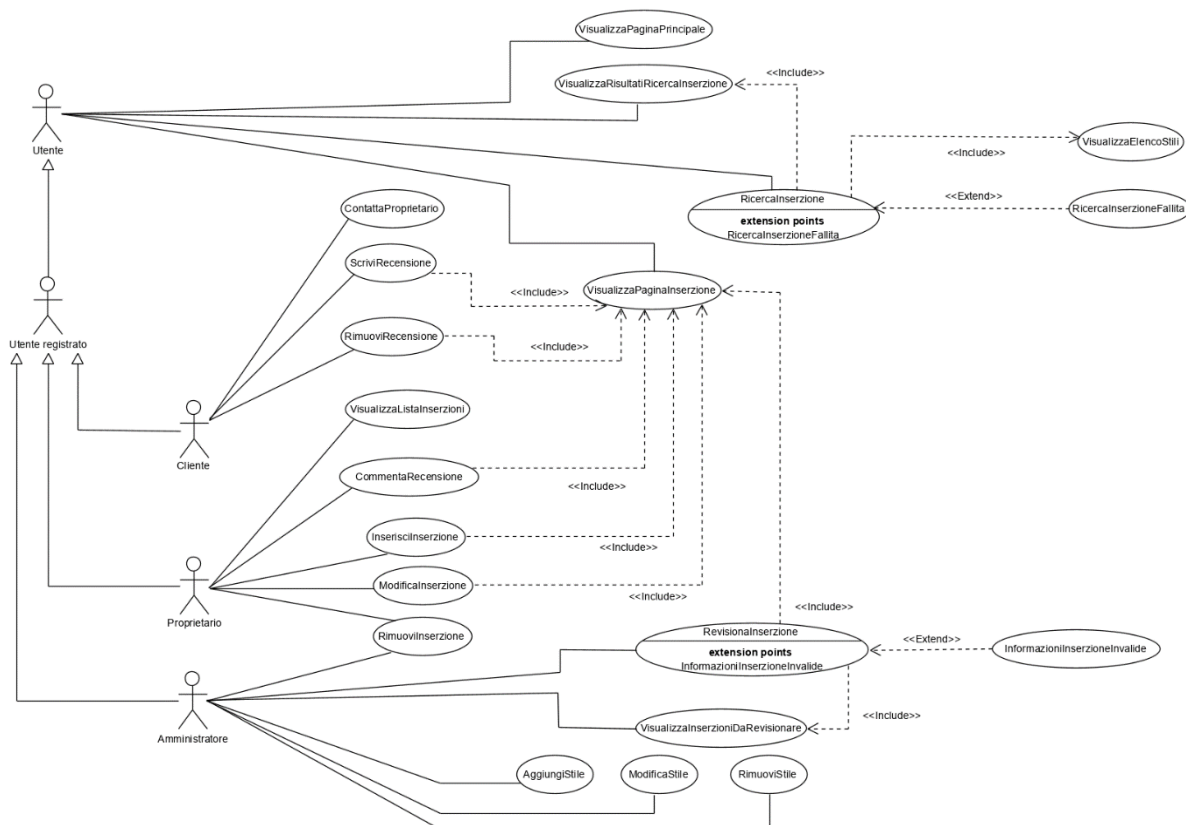 VisualizzaPaginaPrincipale
<<Include>>
VisualizzaRisultatiRicercaInserzione
Utente
VisualizzaElencoStili
<<Include>>
RicercaInserzione
<<Extend>>
RicercaInserzioneFallita
extension points
RicercaInserzioneFallita
ContattaProprietario
ScriviRecensione
<<Include>>
VisualizzaPaginaInserzione
RimuoviRecensione
<<Include>>
Utente registrato
VisualizzaListaInserzioni
Cliente
CommentaRecensione
<<Include>>
InserisciInserzione
<<Include>>
ModificaInserzione
<<Include>>
<<Include>>
Proprietario
RimuoviInserzione
RevisionaInserzione
<<Extend>>
InformazioniInserzioneInvalide
extension points
InformazioniInserzioneInvalide
<<Include>>
VisualizzaInserzioniDaRevisionare
Amministratore
AggiungiStile
ModificaStile
RimuoviStile